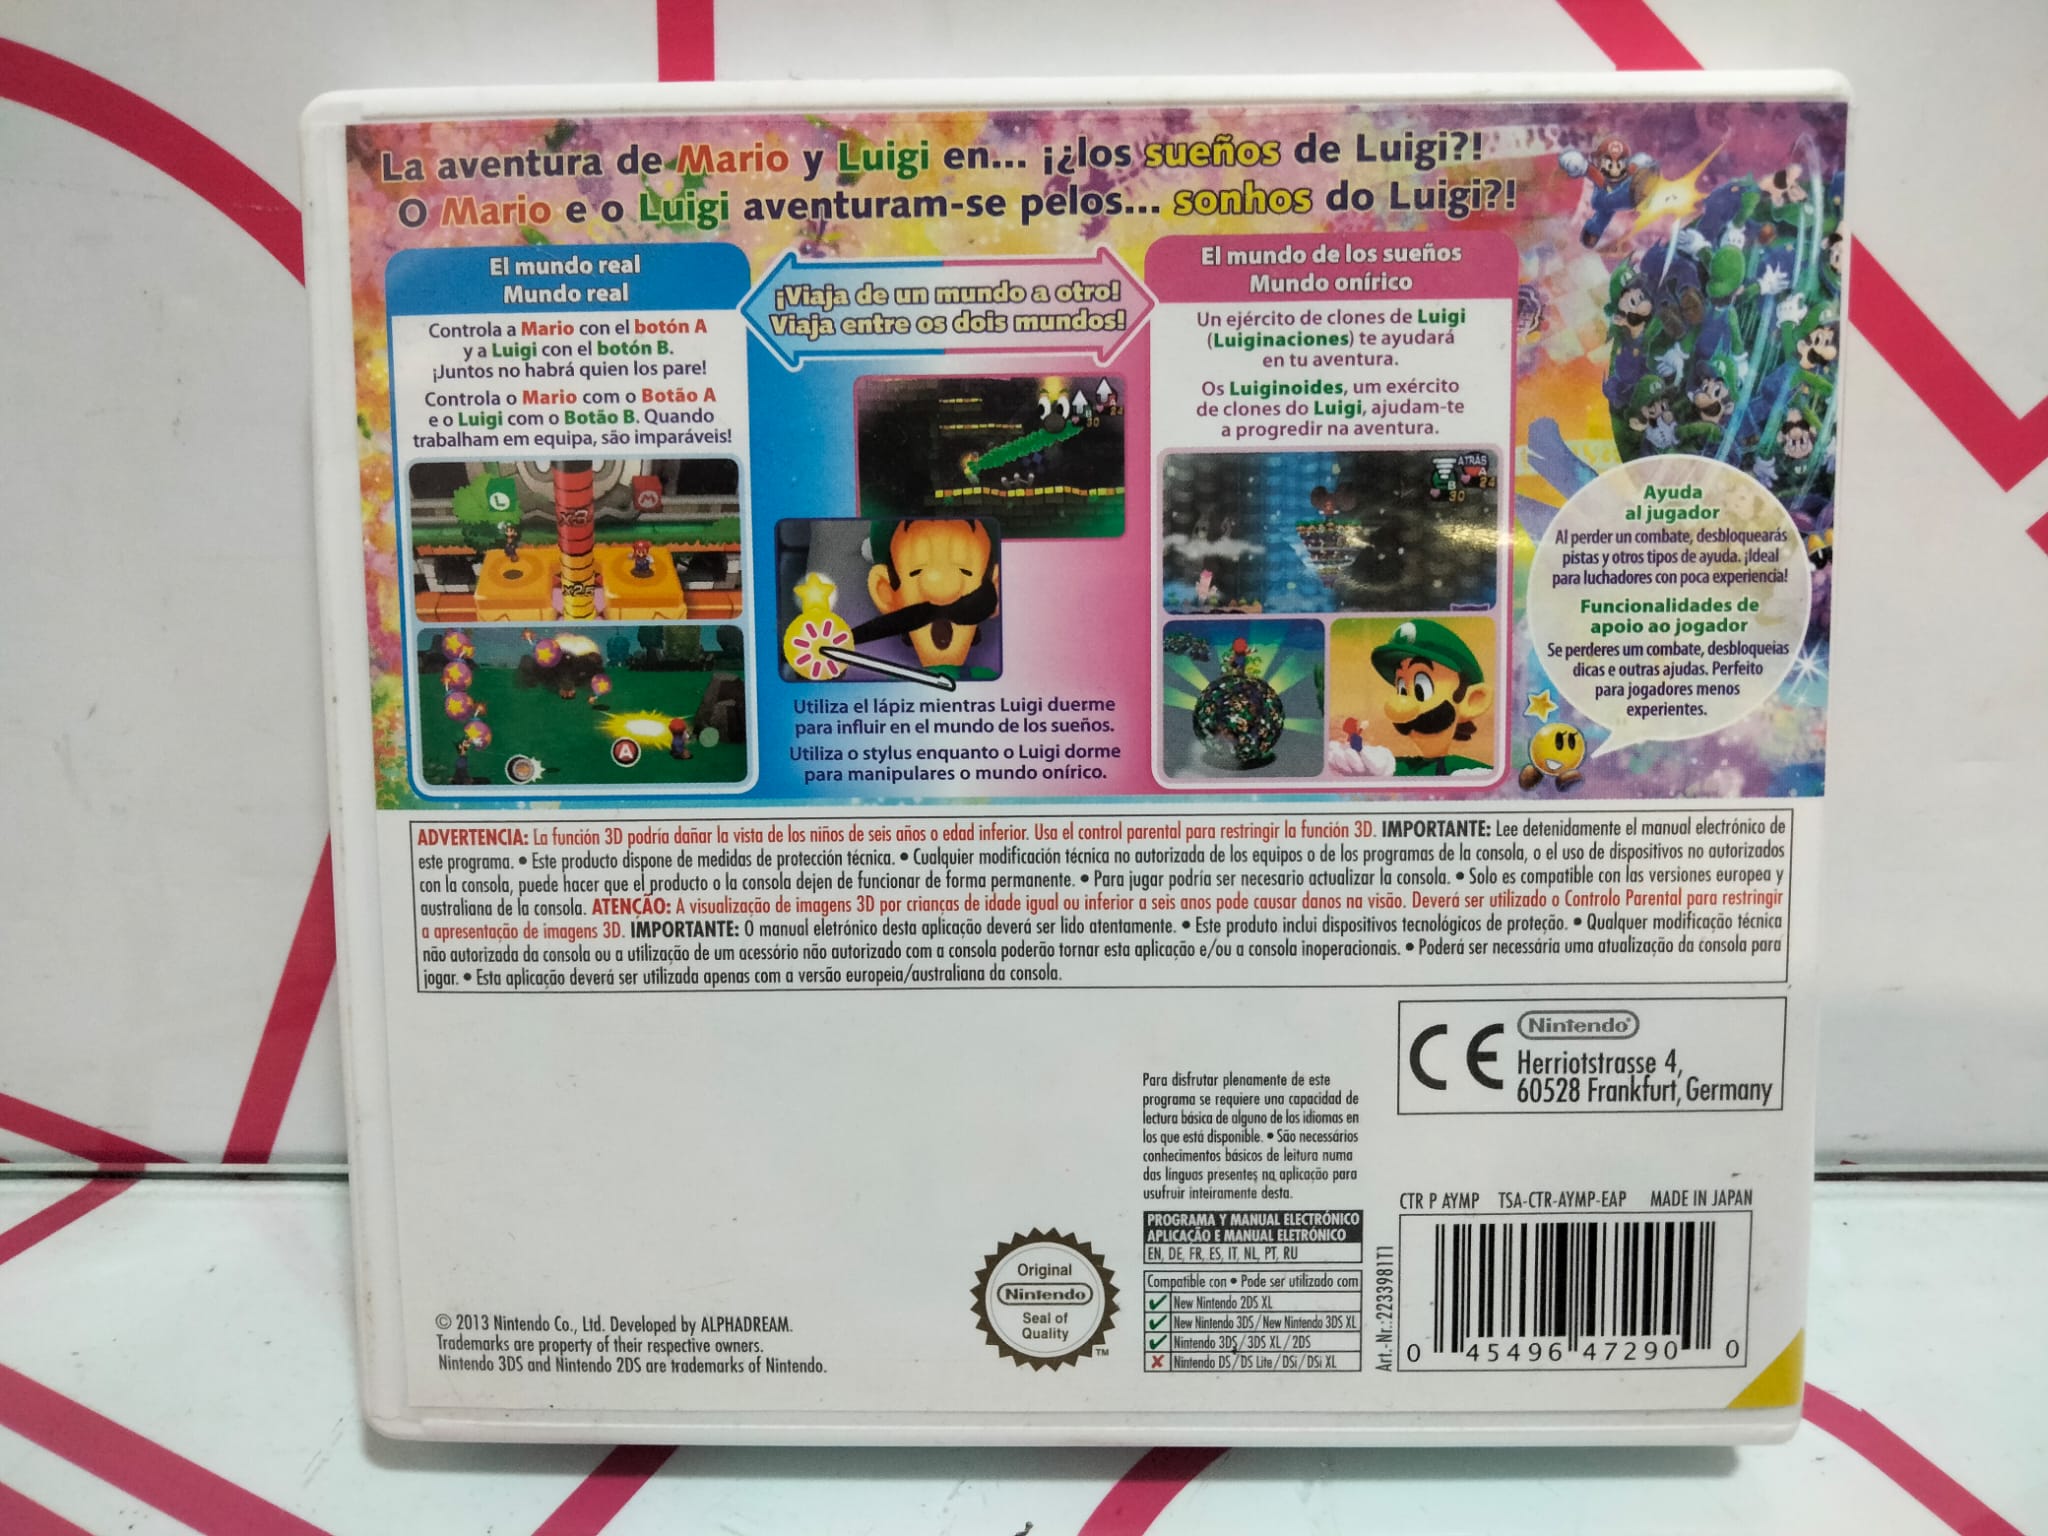 La aventura de Mario y Luigi en... ¡¿los sueños de Luigi?!
O Mario e o Luigi aventuram-se pelos... sonhos do Luigi?!
El mundo real
Mundo real
Controla a Mario con el botón A
y a Luigi con el botón B.
¡Juntos no habrá quien los pare!
Controla o Mario com o Botão A
e o Luigi com o Botão B. Quando
trabalham em equipa, são imparáveis!
L
M
x3
x2.5
A
¡Viaja de un mundo a otro!
Viaja entre os dois mundos!
30
24
Utiliza el lápiz mientras Luigi duerme
para influir en el mundo de los sueños.
Utiliza o stylus enquanto o Luigi dorme
para manipulares o mundo onírico.
El mundo de los sueños
Mundo onírico
Un ejército de clones de Luigi
(Luiginaciones) te ayudará
en tu aventura.
Os Luiginoides, um exército
de clones do Luigi, ajudam-te
a progredir na aventura.
ATRÁS
A
B
24
30
Ayuda
al jugador
Al perder un combate, desbloquearás
pistas y otros tipos de ayuda. ¡Ideal
para luchadores con poca experiencia!
Funcionalidades de
apoio ao jogador
Se perderes um combate, desbloqueias
dicas e outras ajudas. Perfeito
para jogadores menos
experientes.
ADVERTENCIA: La función 3D podría dañar la vista de los niños de seis años o edad inferior. Usa el control parental para restringir la función 3D. IMPORTANTE: Lee detenidamente el manual electrónico de
este programa. • Este producto dispone de medidas de protección técnica. • Cualquier modificación técnica no autorizada de los equipos o de los programas de la consola, o el uso de dispositivos no autorizados
con la consola, puede hacer que el producto o la consola dejen de funcionar de forma permanente. • Para jugar podría ser necesario actualizar la consola. • Solo es compatible con las versiones europea y
australiana de la consola. ATENÇÃO: A visualização de imagens 3D por crianças de idade igual ou inferior a seis anos pode causar danos na visão. Deverá ser utilizado o Controlo Parental para restringir
a apresentação de imagens 3D. IMPORTANTE: O manual eletrónico desta aplicação deverá ser lido atentamente. • Este produto inclui dispositivos tecnológicos de proteção. • Qualquer modificação técnica
não autorizada da consola ou a utilização de um acessório não autorizado com a consola poderão tornar esta aplicação e/ou a consola inoperacionais. • Poderá ser necessária uma atualização da consola para
jogar. • Esta aplicação deverá ser utilizada apenas com a versão europeia/australiana da consola.
CE
Nintendo®
Herriotstrasse 4,
60528 Frankfurt, Germany
Para disfrutar plenamente de este
programa se requiere una capacidad de
lectura básica de alguno de los idiomas en
los que está disponible. • São necessários
conhecimentos básicos de leitura numa
das línguas presentes na aplicação para
usufruir inteiramente desta.
PROGRAMA Y MANUAL ELECTRÓNICO
APLICAÇÃO E MANUAL ELETRÓNICO
EN, DE, FR, ES, IT, NL, PT, RU
Compatible con • Pode ser utilizado com
New Nintendo 2DS XL
New Nintendo 3DS/New Nintendo 3DS XL
Nintendo 3DS/3DS XL/2DS
Nintendo DS/DS Lite/DSi/DSi XL
CTR P AYMP TSA-CTR-AYMP-EAP MADE IN JAPAN
Art.-Nr.:2233981T1
0 45496 47290 0
Original
Nintendo
Seal of
Quality
TM
© 2013 Nintendo Co., Ltd. Developed by ALPHADREAM.
Trademarks are property of their respective owners.
Nintendo 3DS and Nintendo 2DS are trademarks of Nintendo.